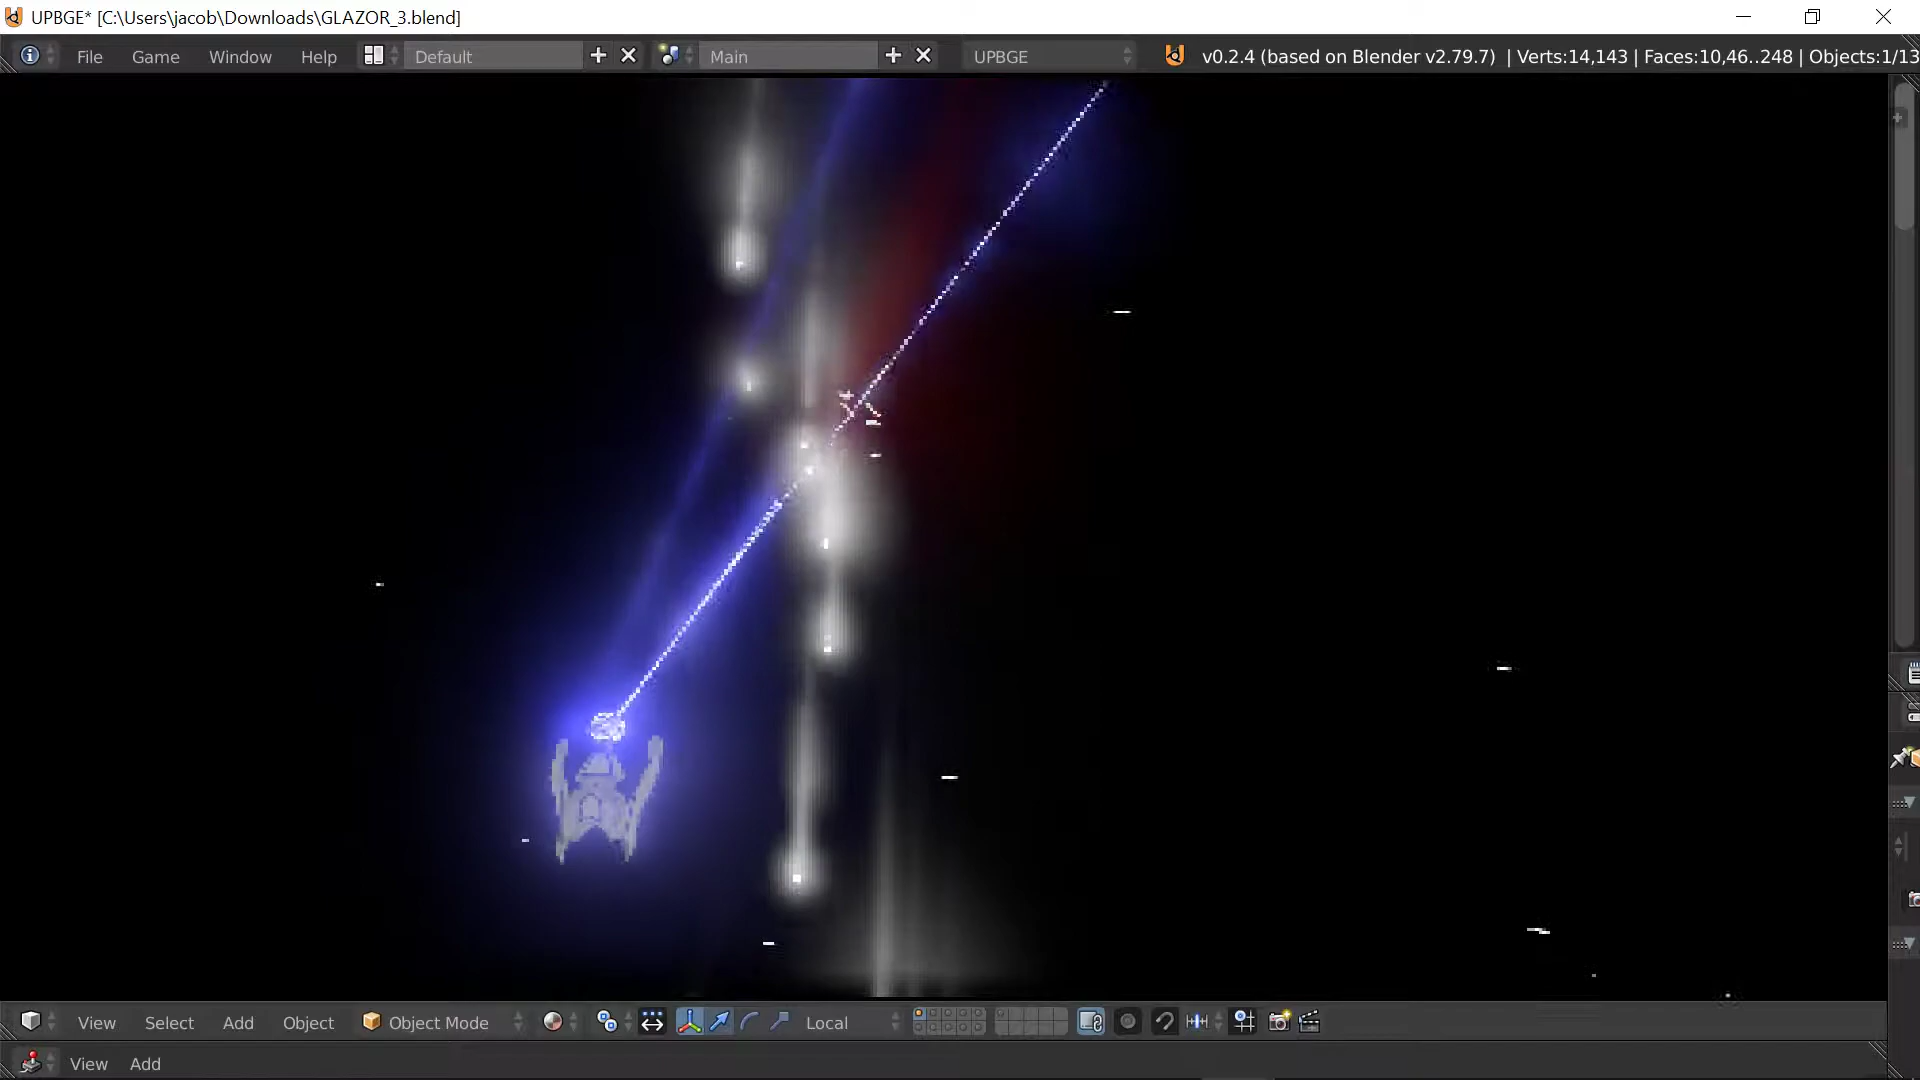 UPBGE* [C:\Users\jacob\Downloads\GLAZOR_3.blend]
File Game Window Help Default Main UPBGE v0.2.4 (based on Blender v2.79.7) | Verts:14,143 | Faces:10,46..248 | Objects:1/13
View Select Add Object Object Mode Local
View Add